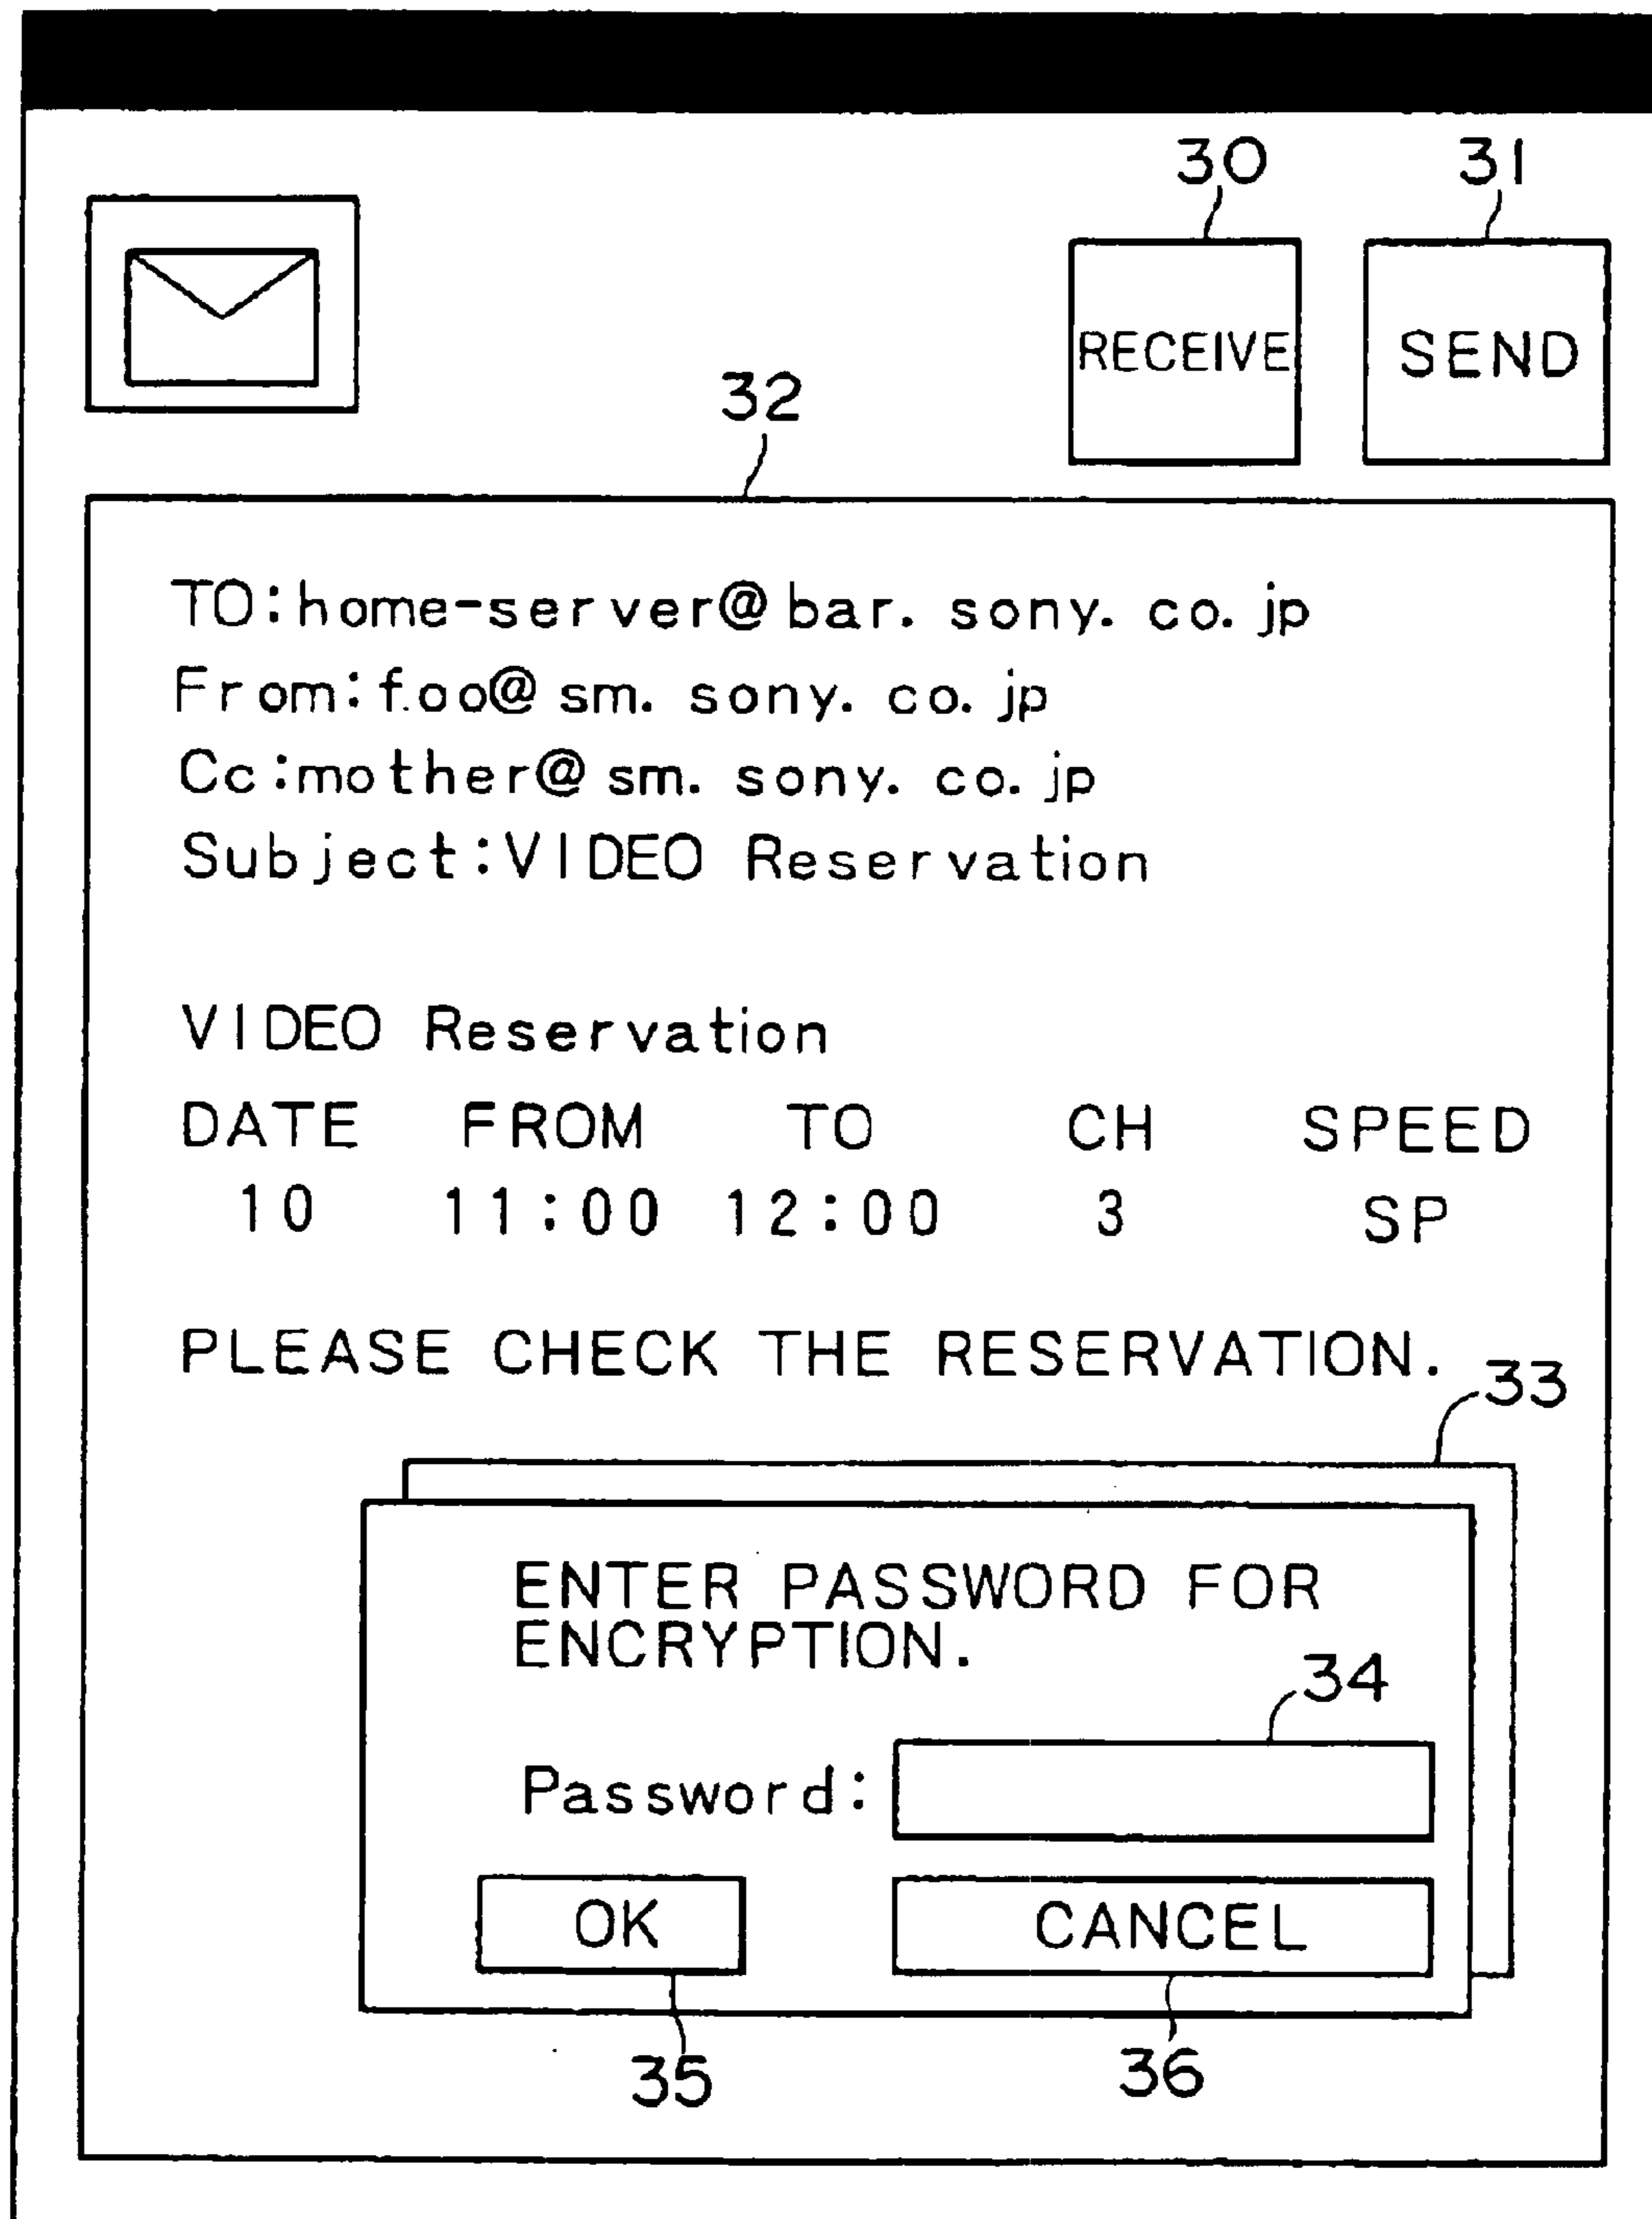 30 31
RECEIVE SEND
32
TO:home-server@bar.sony.co.jp
From:foo@sm.sony.co.jp
Cc:mother@sm.sony.co.jp
Subject:VIDEO Reservation
VIDEO Reservation
DATE FROM TO CH SPEED
10 11:00 12:00 3 SP
PLEASE CHECK THE RESERVATION.
33
ENTER PASSWORD FOR
ENCRYPTION.
34
Password:
OK CANCEL
35 36